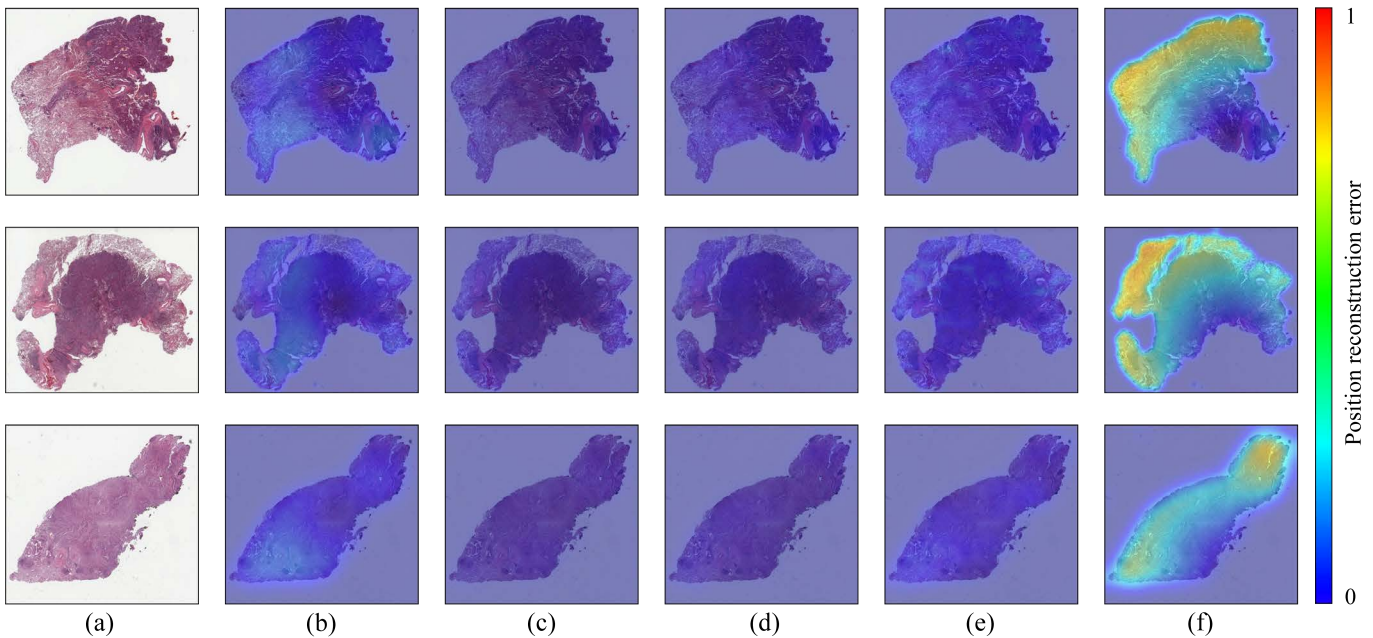 1
Position reconstruction error
0
(a) (b) (c) (d) (e) (f)